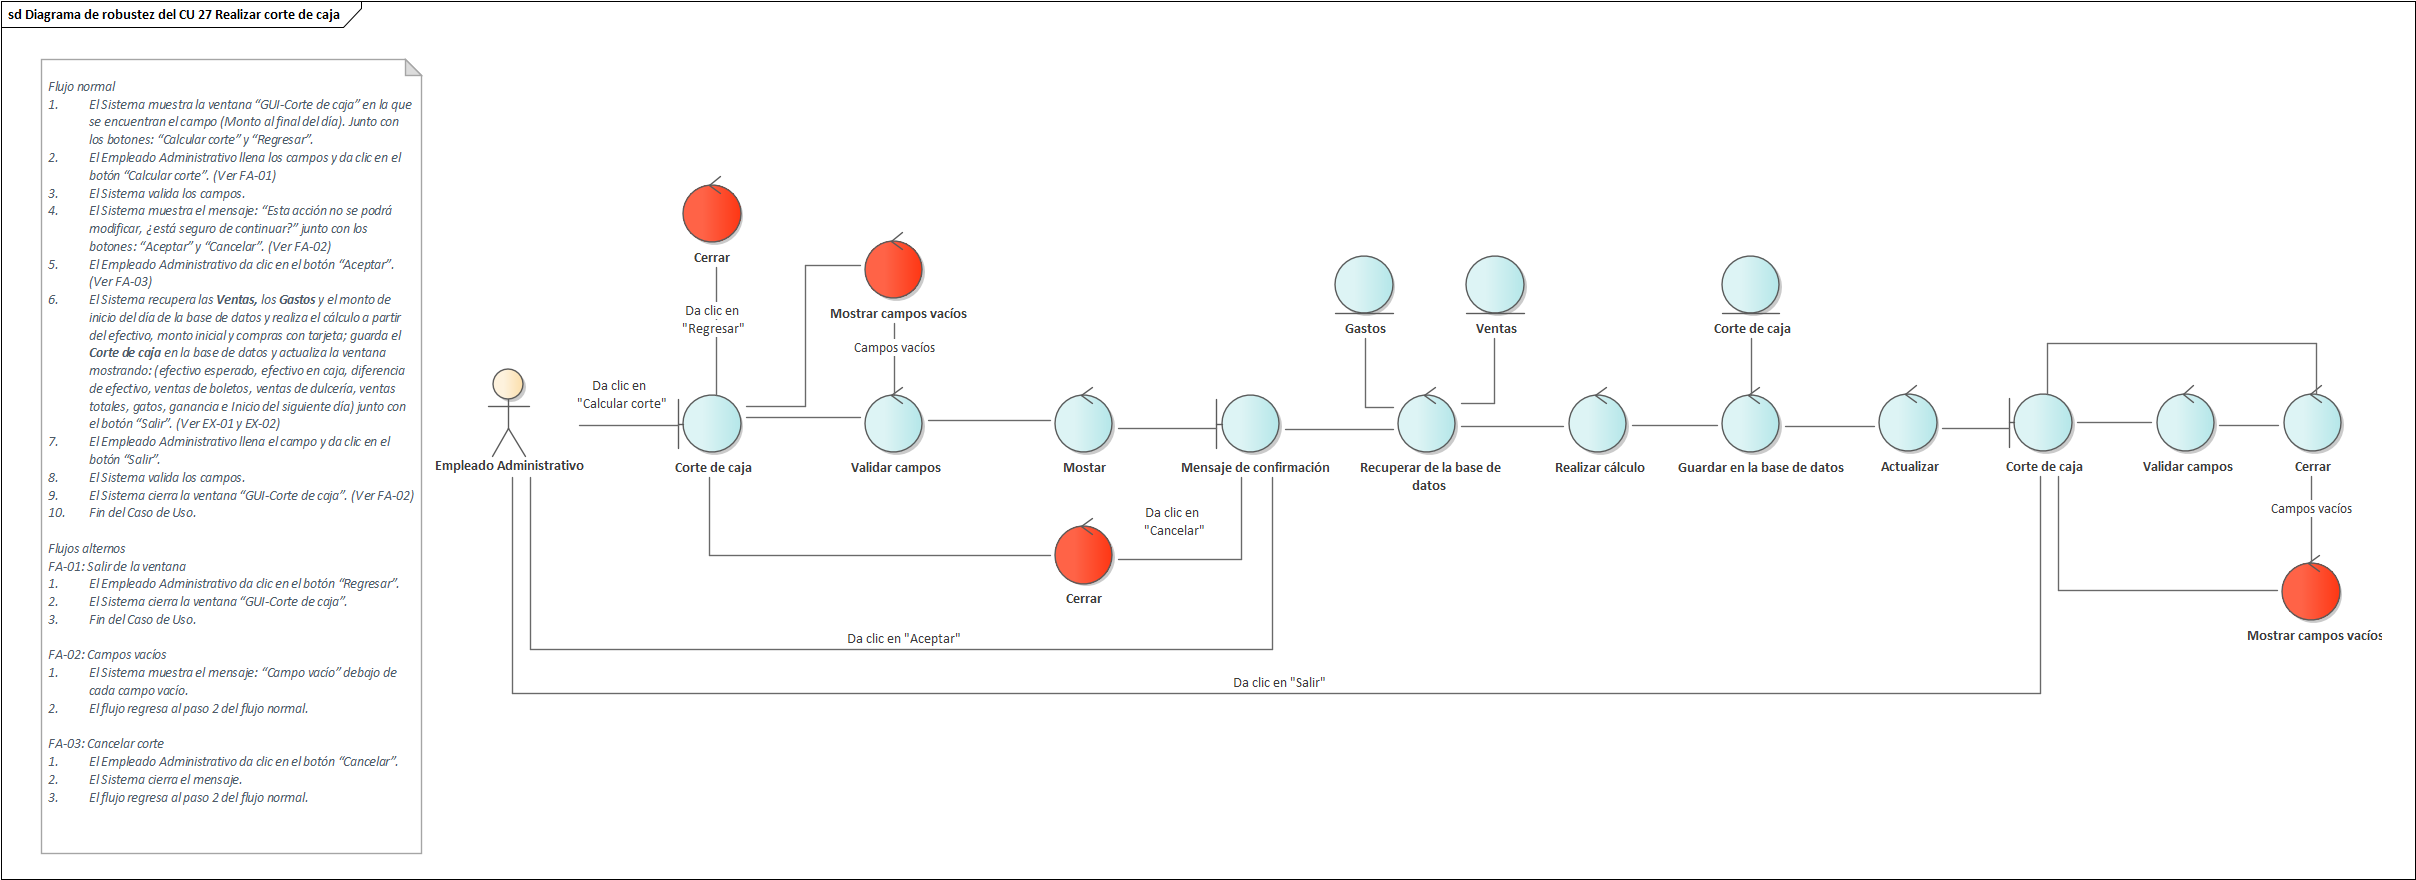 sd Diagrama de robustez del CU 27 Realizar corte de caja
Flujo normal
1. El Sistema muestra la ventana “GUI-Corte de caja” en la que
se encuentran el campo (Monto al final del día). Junto con
los botones: “Calcular corte” y “Regresar”.
2. El Empleado Administrativo llena los campos y da clic en el
botón “Calcular corte”. (Ver FA-01)
3. El Sistema valida los campos.
4. El Sistema muestra el mensaje: “Esta acción no se podrá
modificar, ¿está seguro de continuar?” junto con los
botones: “Aceptar” y “Cancelar”. (Ver FA-02)
5. El Empleado Administrativo da clic en el botón “Aceptar”.
(Ver FA-03)
6. El Sistema recupera las Ventas, los Gastos y el monto de
inicio del día de la base de datos y realiza el cálculo a partir
del efectivo, monto inicial y compras con tarjeta; guarda el
Corte de caja en la base de datos y actualiza la ventana
mostrando: (efectivo esperado, efectivo en caja, diferencia
de efectivo, ventas de boletos, ventas de dulcería, ventas
totales, gatos, ganancia e Inicio del siguiente día) junto con
el botón “Salir”. (Ver EX-01 y EX-02)
7. El Empleado Administrativo llena el campo y da clic en el
botón “Salir”.
8. El Sistema valida los campos.
9. El Sistema cierra la ventana “GUI-Corte de caja”. (Ver FA-02)
10. Fin del Caso de Uso.
Flujos alternos
FA-01: Salir de la ventana
1. El Empleado Administrativo da clic en el botón “Regresar”.
2. El Sistema cierra la ventana “GUI-Corte de caja”.
3. Fin del Caso de Uso.
FA-02: Campos vacíos
1. El Sistema muestra el mensaje: “Campo vacío” debajo de
cada campo vacío.
2. El flujo regresa al paso 2 del flujo normal.
FA-03: Cancelar corte
1. El Empleado Administrativo da clic en el botón “Cancelar”.
2. El Sistema cierra el mensaje.
3. El flujo regresa al paso 2 del flujo normal.
Cerrar
Da clic en
"Regresar"
Mostrar campos vacíos
Campos vacíos
Gastos
Ventas
Corte de caja
Da clic en
"Calcular corte"
Empleado Administrativo
Corte de caja
Validar campos
Mostar
Mensaje de confirmación
Recuperar de la base de
datos
Realizar cálculo
Guardar en la base de datos
Actualizar
Corte de caja
Validar campos
Cerrar
Campos vacíos
Da clic en
"Cancelar"
Cerrar
Mostrar campos vacíos
Da clic en "Aceptar"
Da clic en "Salir"